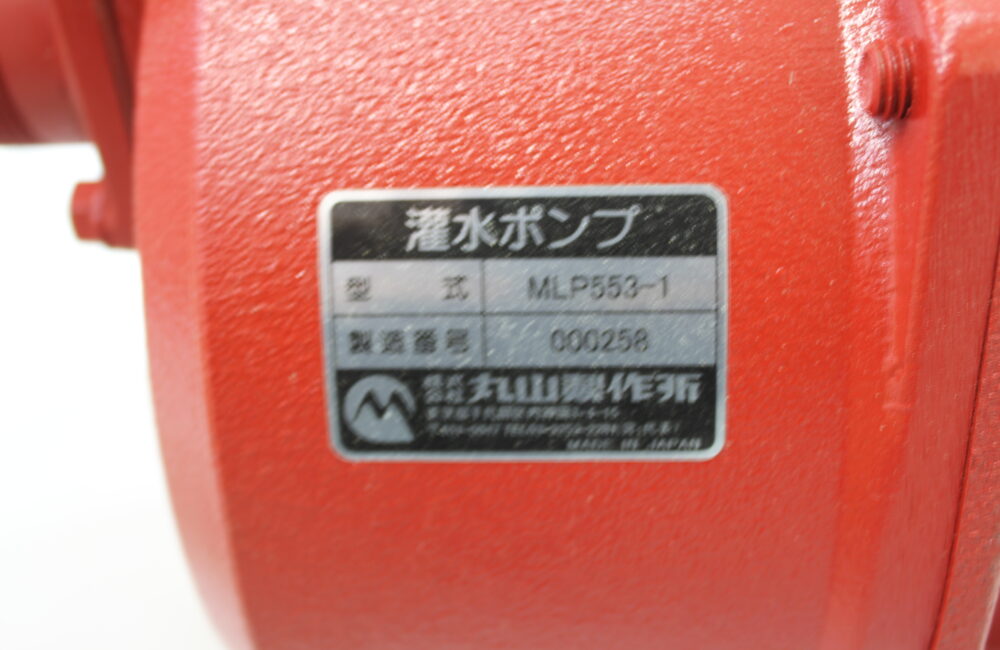 灌水ポンプ
型式 MLP553-1
製造番号 000258
株式会社 丸山製作所
MADE IN JAPAN